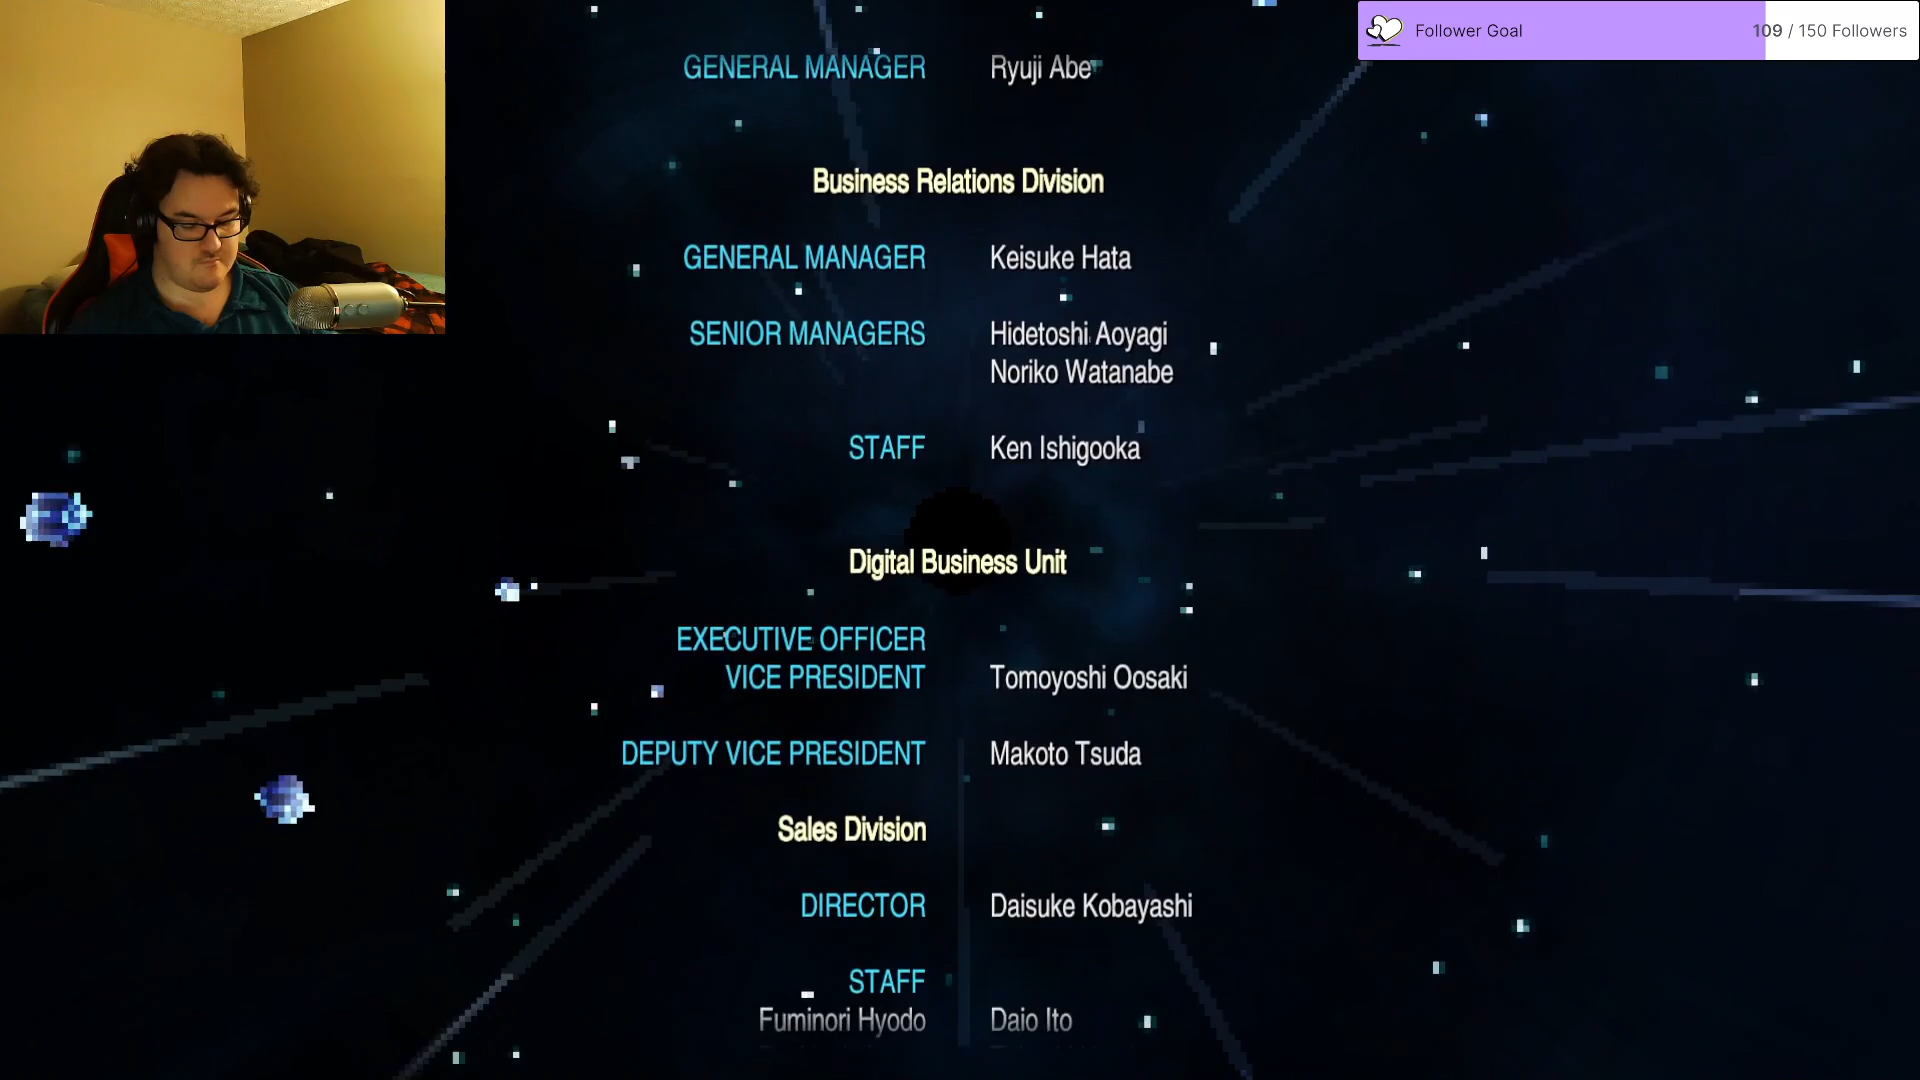 Follower Goal 109 / 150 Followers
GENERAL MANAGER Ryuji Abe
Business Relations Division
GENERAL MANAGER Keisuke Hata
SENIOR MANAGERS Hidetoshi Aoyagi
Noriko Watanabe
STAFF Ken Ishigooka
Digital Business Unit
EXECUTIVE OFFICER
VICE PRESIDENT Tomoyoshi Oosaki
DEPUTY VICE PRESIDENT Makoto Tsuda
Sales Division
DIRECTOR Daisuke Kobayashi
STAFF
Fuminori Hyodo Daio Ito